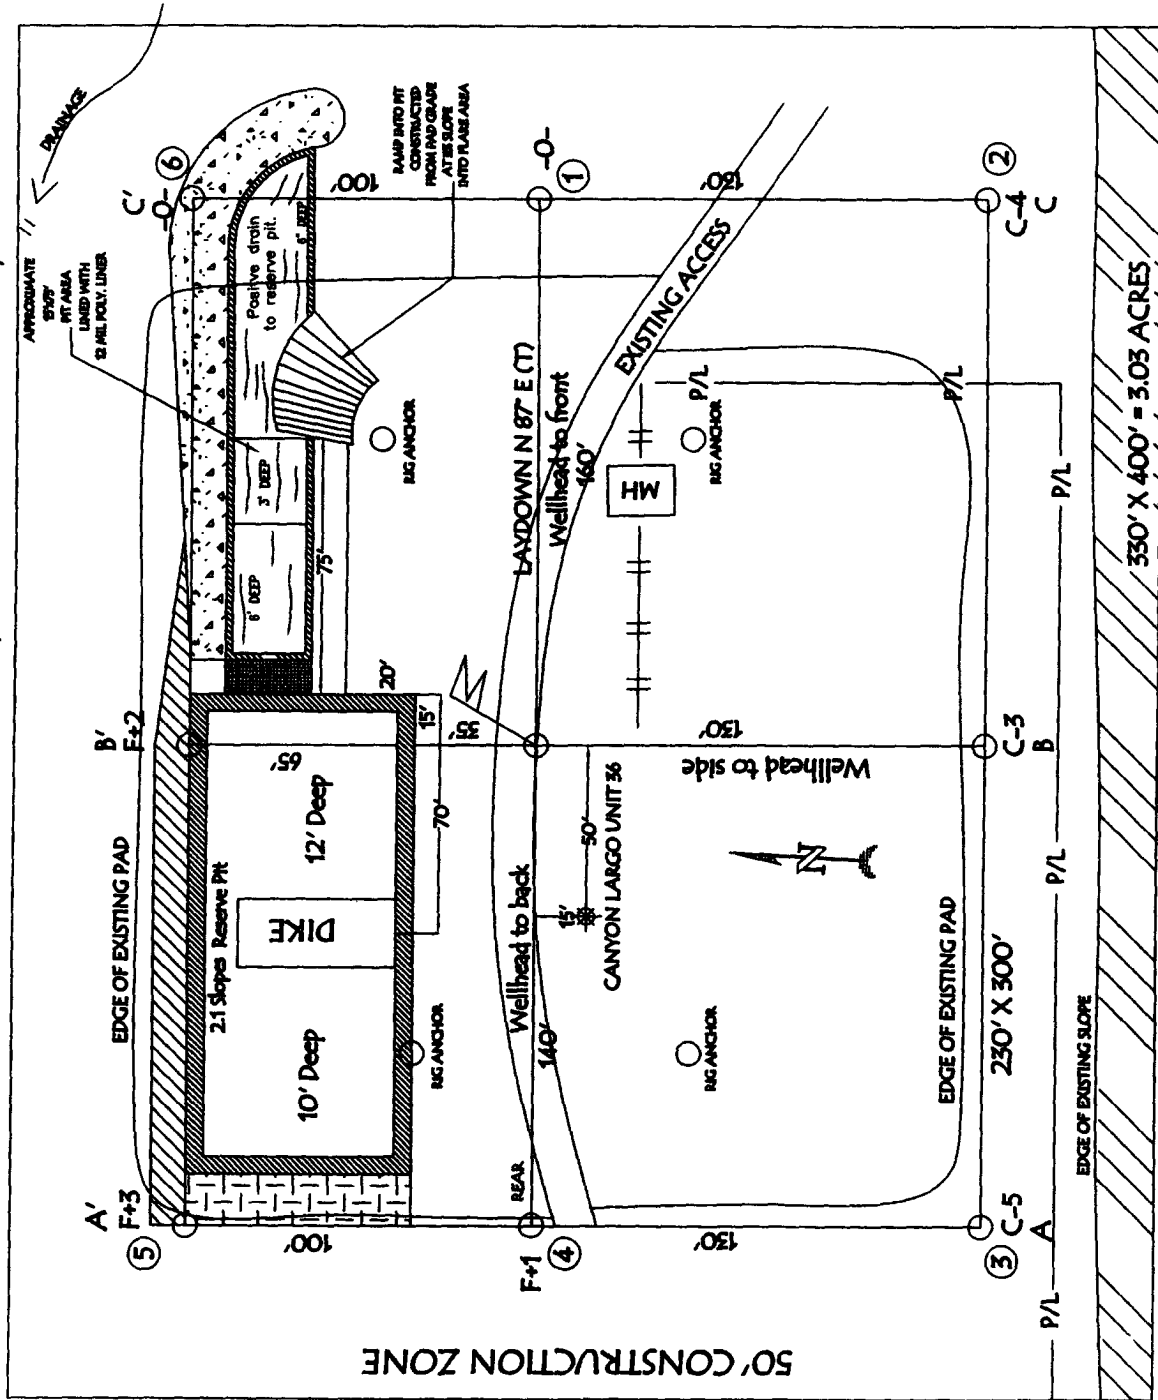 DRAINAGE
APPROXIMATE
PIT AREA
LINED WITH
12 MIL POLY. LINER
C'
-0-
6
RAMP INTO PIT
CONSTRUCTED
FROM PAD GRADE
AT SLOPE
INTO FLARE AREA
Positive drain
to reserve pit.
6" DEEP
100'
-0-
1
130'
2
C-4
C
3' DEEP
6' DEEP
75'
RIG ANCHOR
LAYDOWN N 87° E (T)
Wellhead to front
160'
EXISTING ACCESS
P/L
P/L
P/L
MH
RIG ANCHOR
330' X 400' = 3.03 ACRES
B'
F+2
20'
15'
35'
65'
70'
12' Deep
DIKE
10' Deep
2:1 Slopes Reserve Pit
EDGE OF EXISTING PAD
130'
Wellhead to side
C-3
B
CANYON LARGO UNIT 36
50'
15'
N
Wellhead to back
140'
RIG ANCHOR
RIG ANCHOR
P/L
EDGE OF EXISTING PAD
230' X 300'
EDGE OF EXISTING SLOPE
A'
F+3
5
100'
REAR
F+1
4
130'
3
C-5
A
P/L
50' CONSTRUCTION ZONE